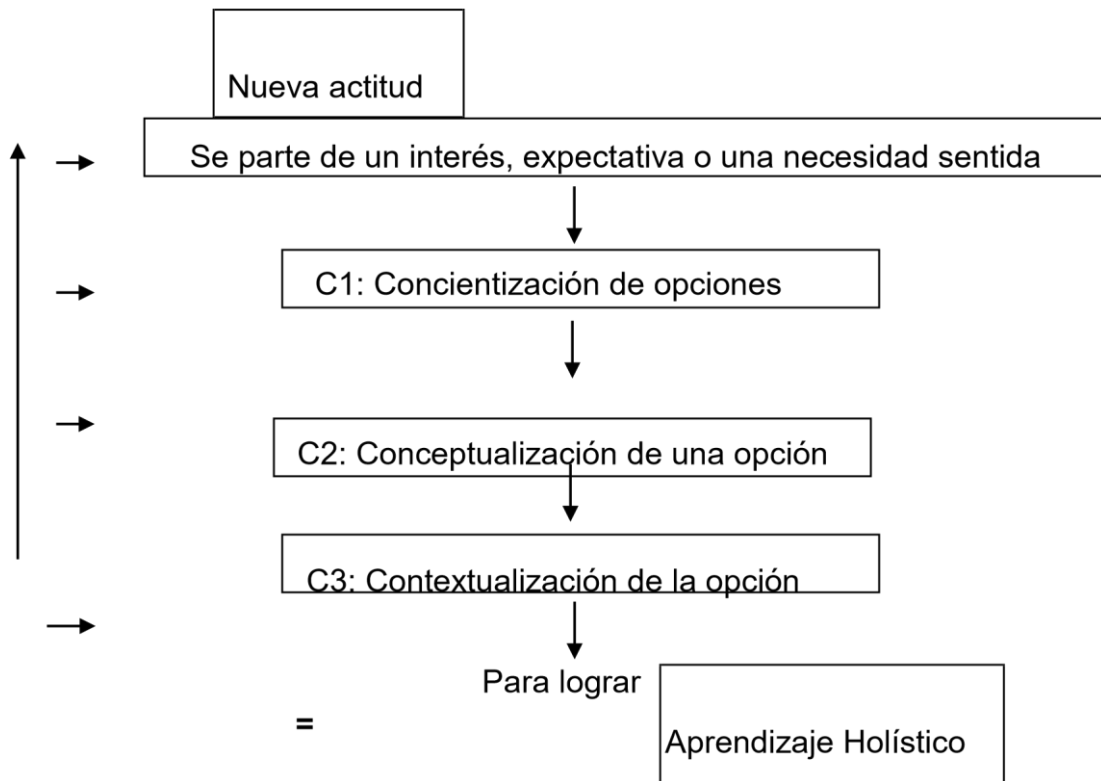 Nueva actitud
Se parte de un interés, expectativa o una necesidad sentida
C1: Concientización de opciones
C2: Conceptualización de una opción
C3: Contextualización de la opción
Para lograr
=
Aprendizaje Holístico